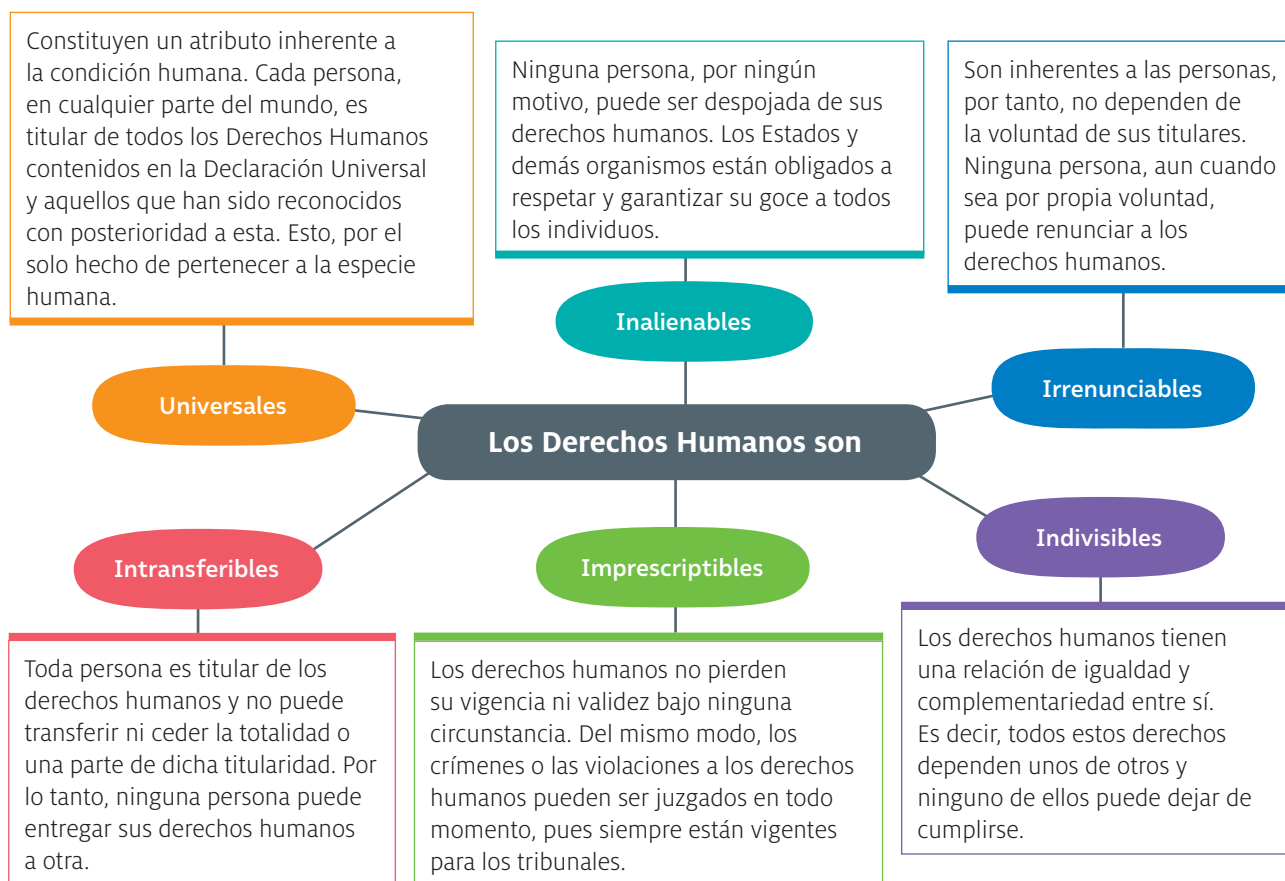 Constituyen un atributo inherente a
la condición humana. Cada persona,
en cualquier parte del mundo, es
titular de todos los Derechos Humanos
contenidos en la Declaración Universal
y aquellos que han sido reconocidos
con posterioridad a esta. Esto, por el
solo hecho de pertenecer a la especie
humana.
Ninguna persona, por ningún
motivo, puede ser despojada de sus
derechos humanos. Los Estados y
demás organismos están obligados a
respetar y garantizar su goce a todos
los individuos.
Son inherentes a las personas,
por tanto, no dependen de
la voluntad de sus titulares.
Ninguna persona, aun cuando
sea por propia voluntad,
puede renunciar a los
derechos humanos.
Universales
Inalienables
Irrenunciables
Los Derechos Humanos son
Intransferibles
Imprescriptibles
Indivisibles
Toda persona es titular de los
derechos humanos y no puede
transferir ni ceder la totalidad o
una parte de dicha titularidad. Por
lo tanto, ninguna persona puede
entregar sus derechos humanos
a otra.
Los derechos humanos no pierden
su vigencia ni validez bajo ninguna
circunstancia. Del mismo modo, los
crímenes o las violaciones a los derechos
humanos pueden ser juzgados en todo
momento, pues siempre están vigentes
para los tribunales.
Los derechos humanos tienen
una relación de igualdad y
complementariedad entre sí.
Es decir, todos estos derechos
dependen unos de otros y
ninguno de ellos puede dejar de
cumplirse.